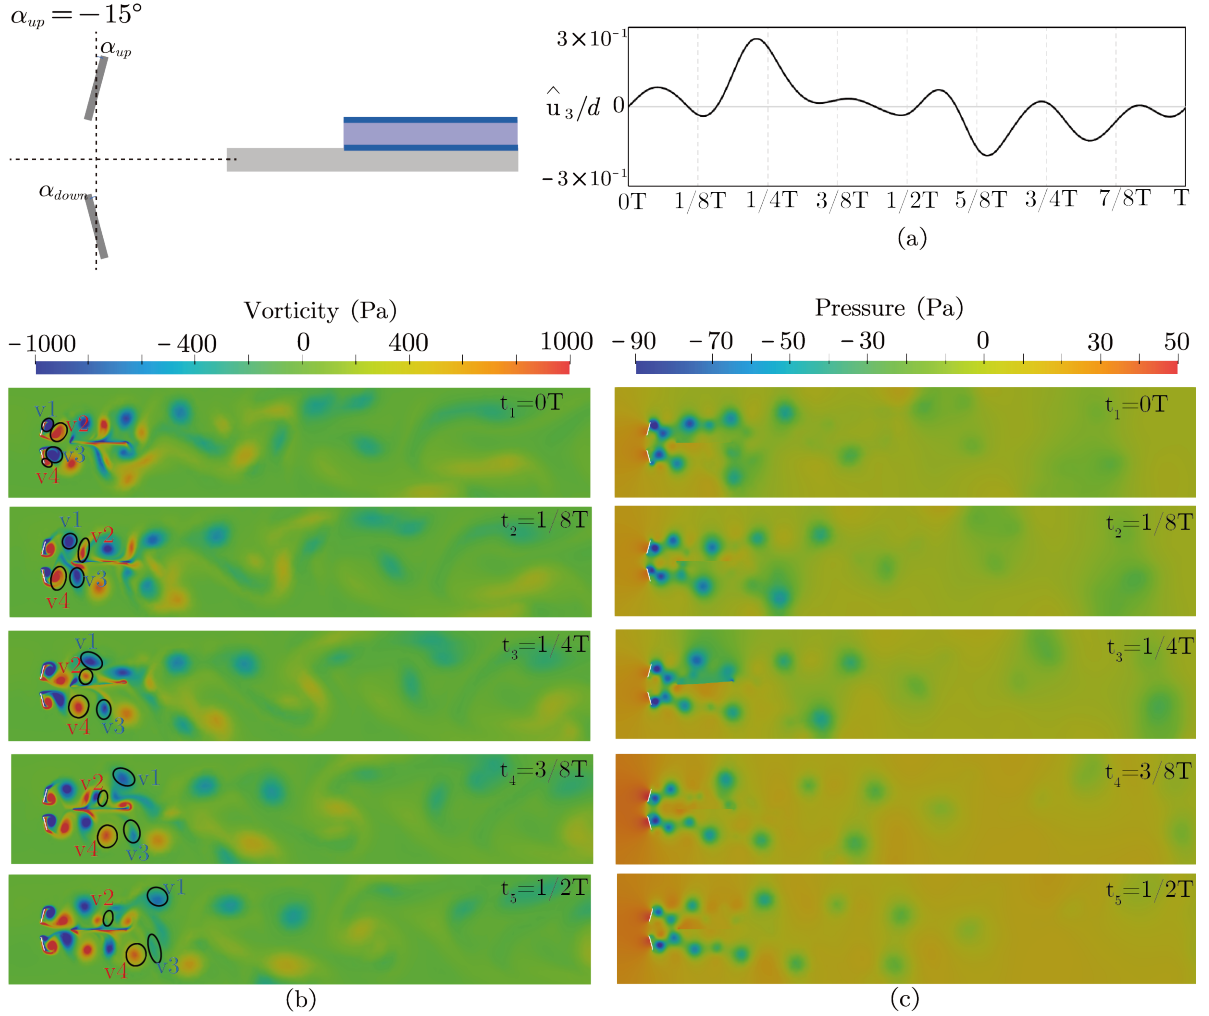 α_up = −15°
α_up
α_down
3×10⁻¹
û₃/d 0
−3×10⁻¹
0T 1/8T 1/4T 3/8T 1/2T 5/8T 3/4T 7/8T T
(a)
Vorticity (Pa)
−1000 −400 0 400 1000
Pressure (Pa)
−90 −70 −50 −30 0 30 50
v1 v2 v3 v4 t₁=0T
t₁=0T
v1 v2 v3 v4 t₂=1/8T
t₂=1/8T
v1 v2 v3 v4 t₃=1/4T
t₃=1/4T
v1 v2 v3 v4 t₄=3/8T
t₄=3/8T
v1 v2 v3 v4 t₅=1/2T
t₅=1/2T
(b)
(c)